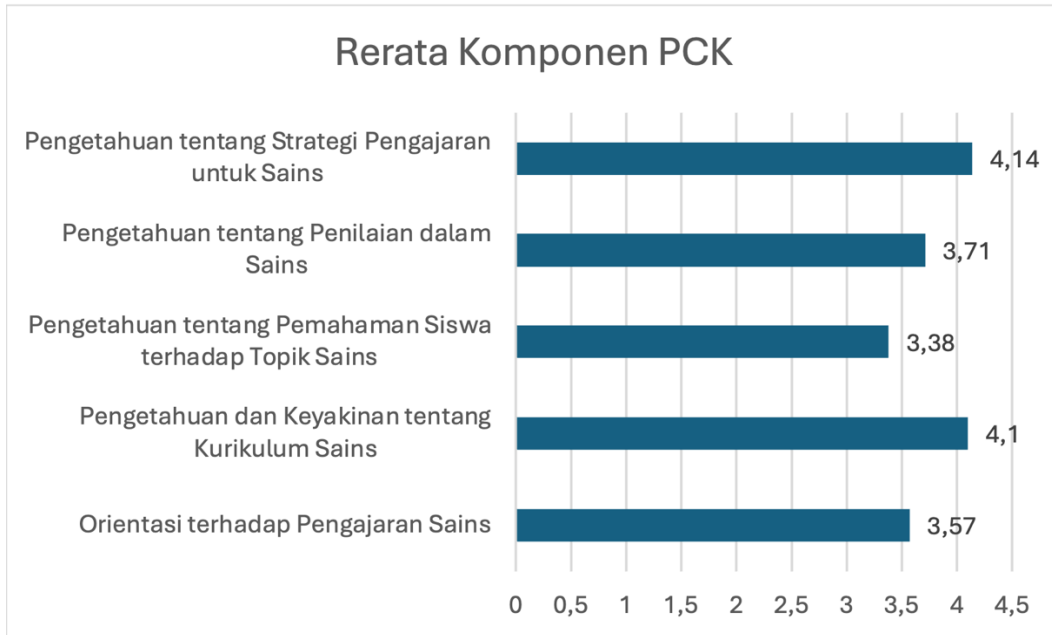 Rerata Komponen PCK
Pengetahuan tentang Strategi Pengajaran
untuk Sains
4,14
Pengetahuan tentang Penilaian dalam
Sains
3,71
Pengetahuan tentang Pemahaman Siswa
terhadap Topik Sains
3,38
Pengetahuan dan Keyakinan tentang
Kurikulum Sains
4,1
Orientasi terhadap Pengajaran Sains
3,57
0 0,5 1 1,5 2 2,5 3 3,5 4 4,5